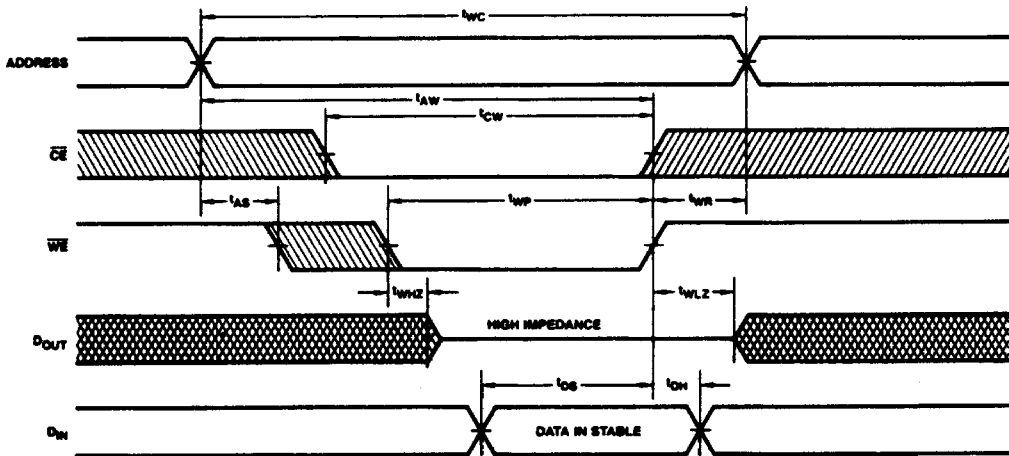 tWC
ADDRESS
tAW
tCW
CE
tAS
tWP
tWR
WE
tWHZ
tWLZ
HIGH IMPEDANCE
DOUT
tDS
tDH
DIN
DATA IN STABLE